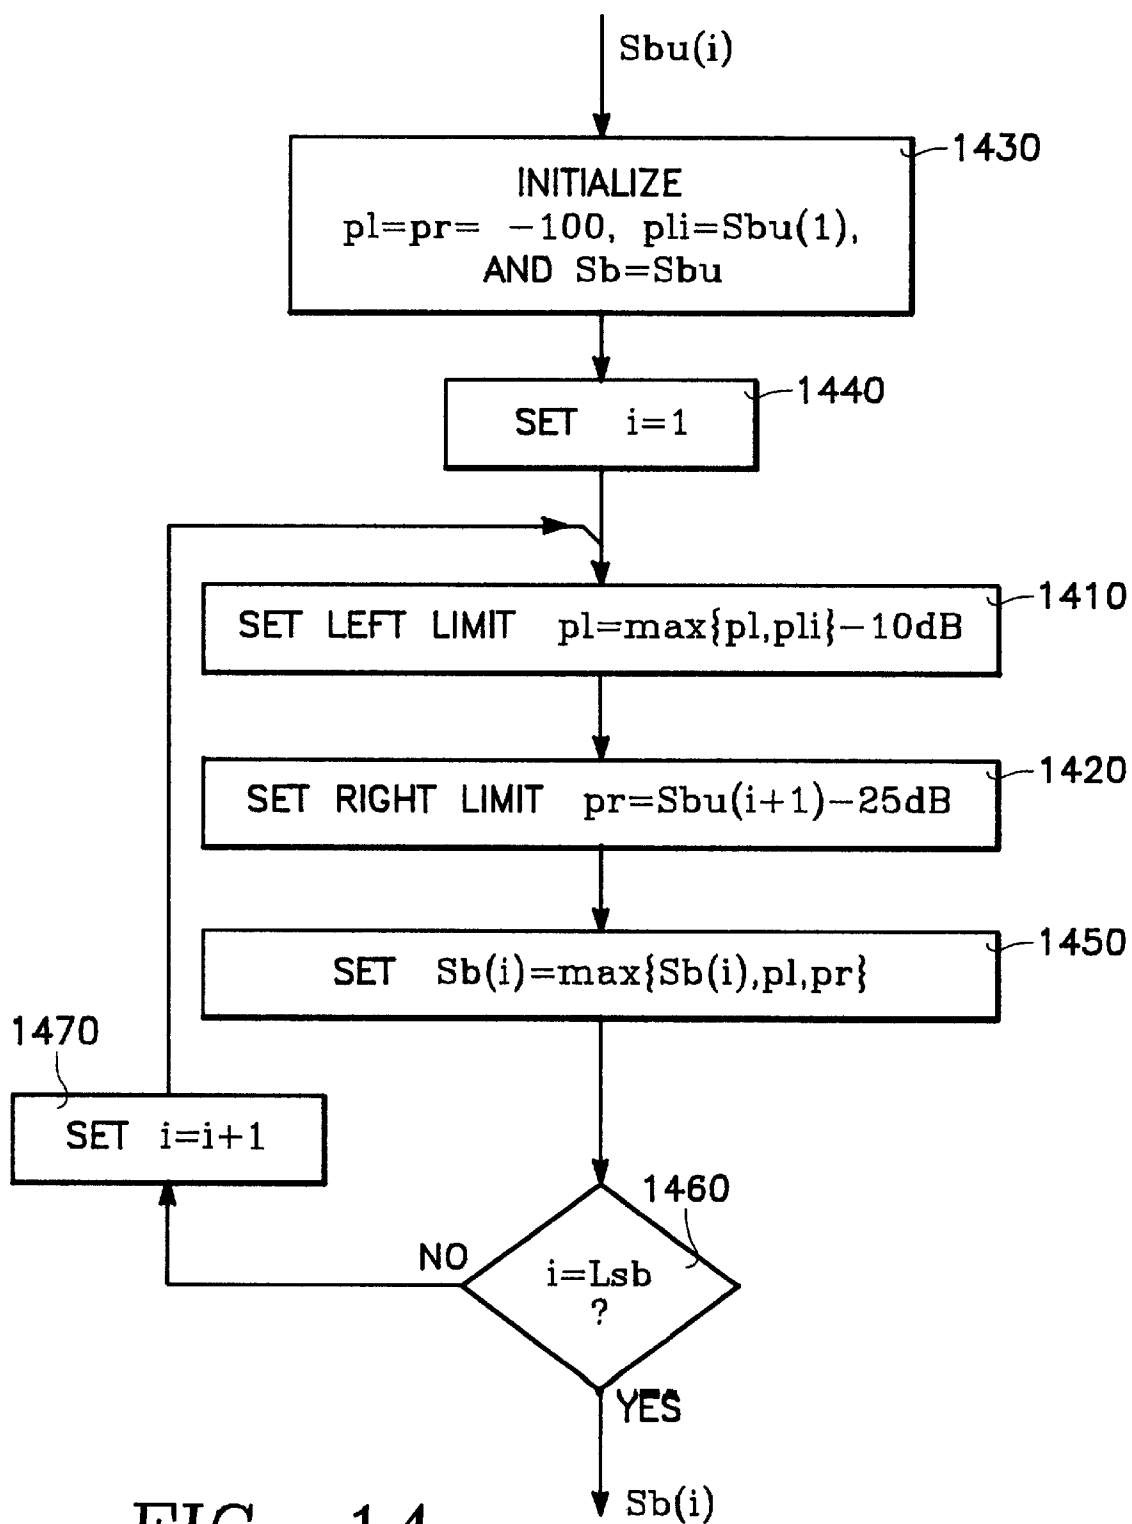 Sbu(i)
1430
INITIALIZE
pl=pr= -100, pli=Sbu(1),
AND Sb=Sbu
1440
SET i=1
1410
SET LEFT LIMIT pl=max{pl,pli}-10dB
1420
SET RIGHT LIMIT pr=Sbu(i+1)-25dB
1450
SET Sb(i)=max{Sb(i),pl,pr}
1470
SET i=i+1
1460
NO
i=Lsb
?
YES
Sb(i)
FIG. 14